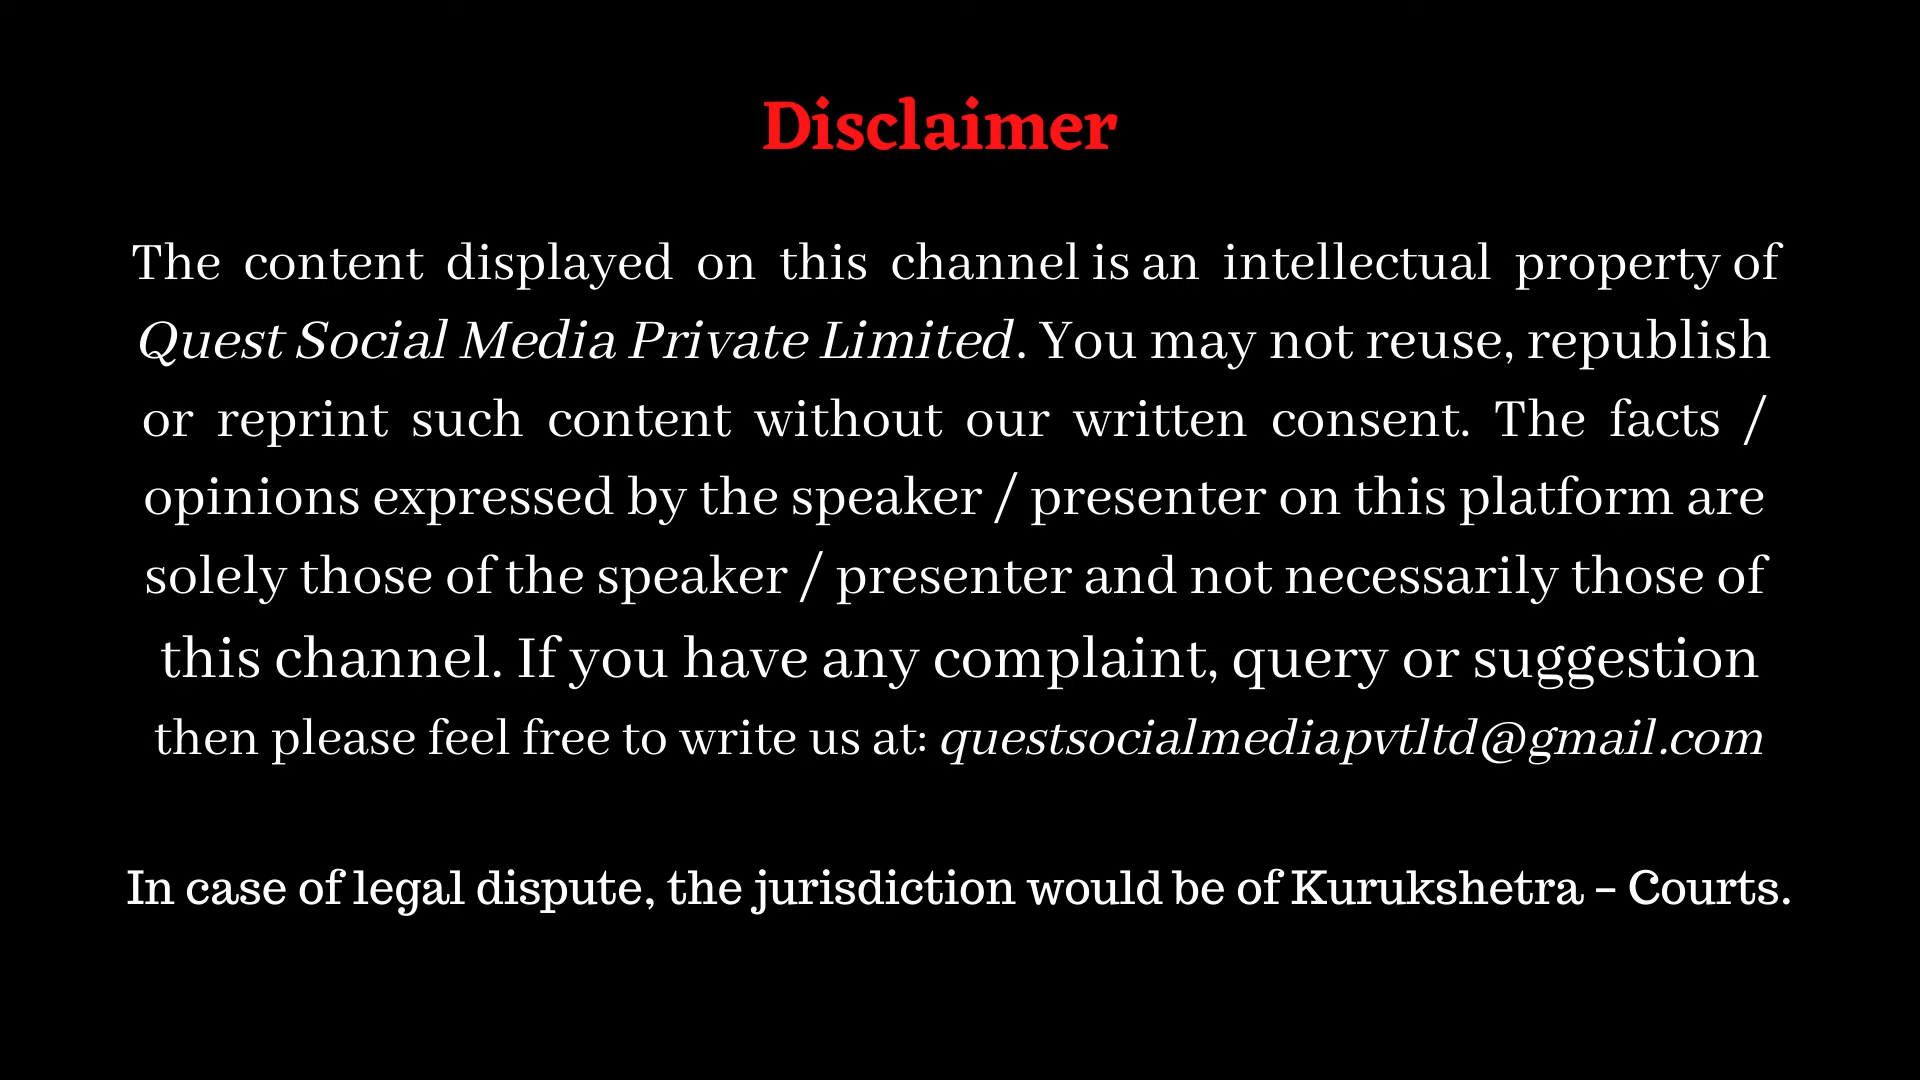 Disclaimer
The content displayed on this channel is an intellectual property of
Quest Social Media Private Limited. You may not reuse, republish
or reprint such content without our written consent. The facts /
opinions expressed by the speaker / presenter on this platform are
solely those of the speaker / presenter and not necessarily those of
this channel. If you have any complaint, query or suggestion
then please feel free to write us at: questsocialmediapvtltd@gmail.com
In case of legal dispute, the jurisdiction would be of Kurukshetra – Courts.